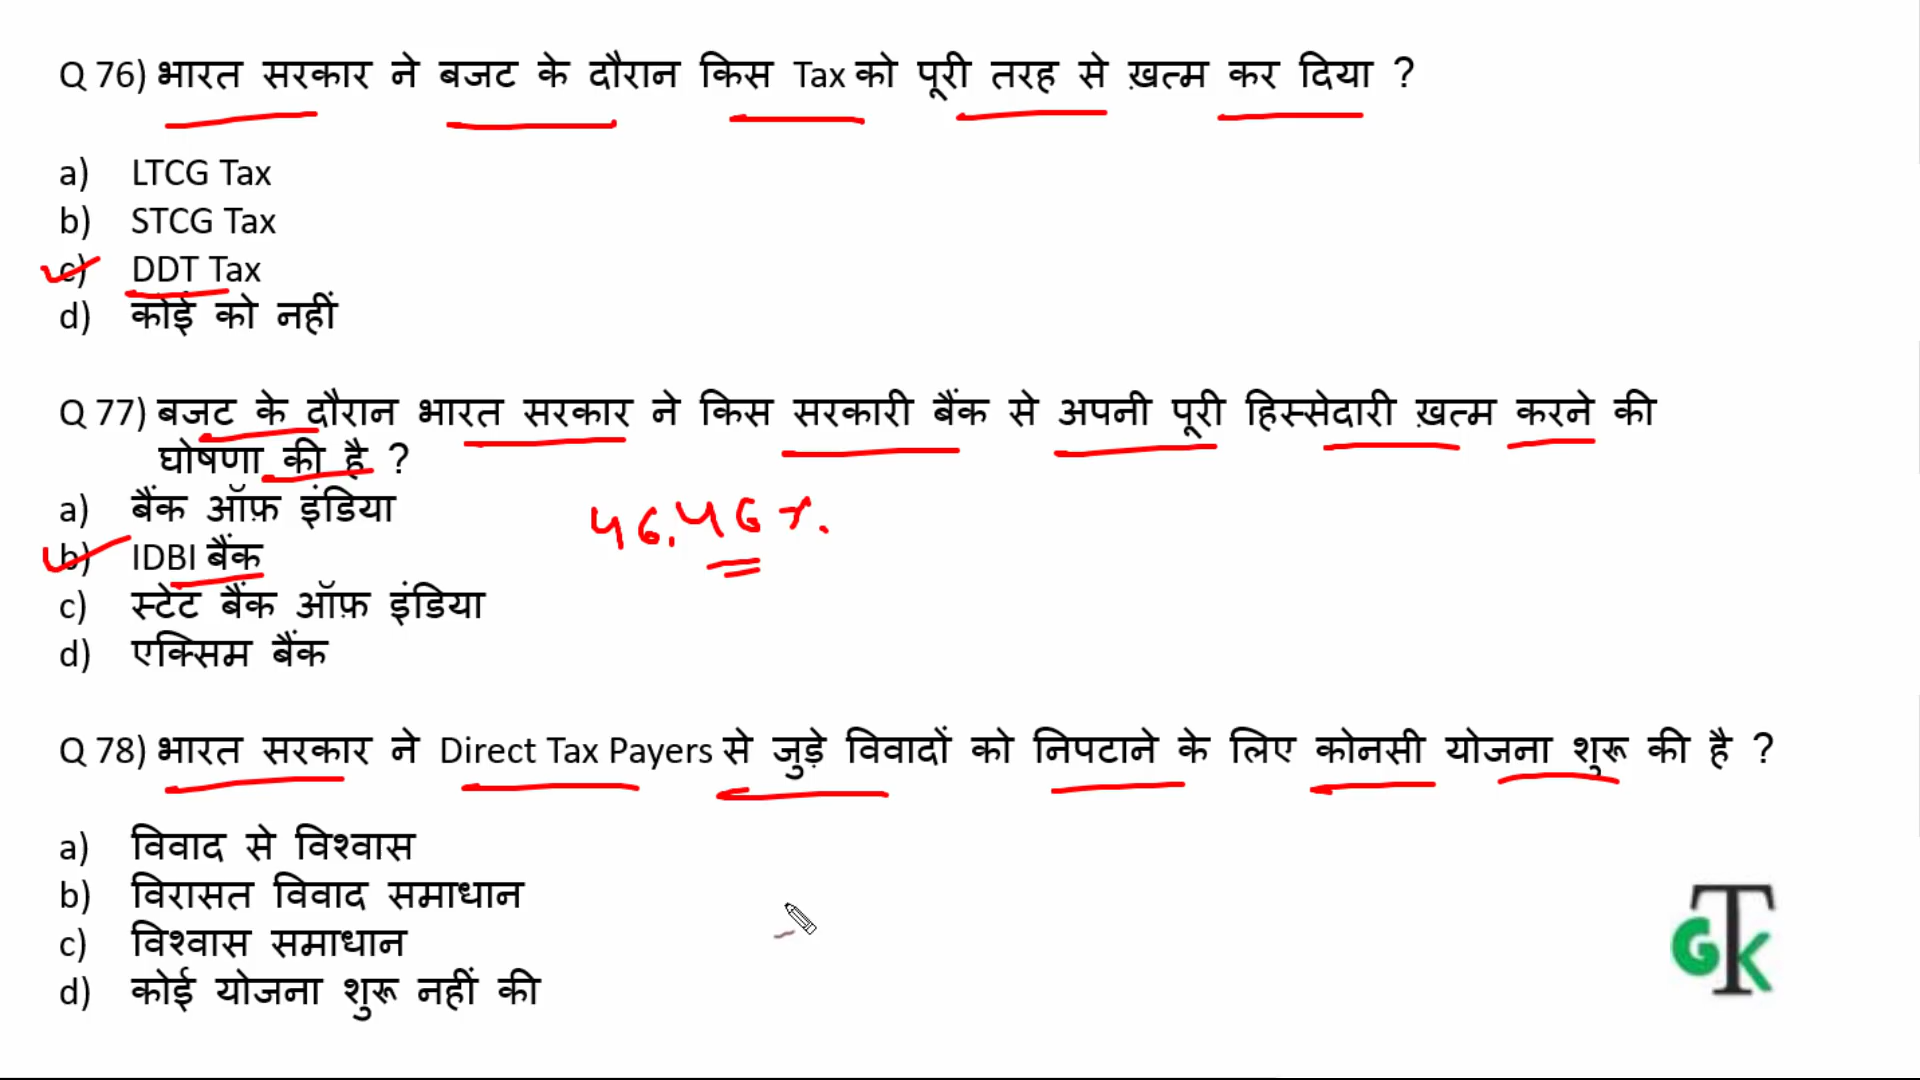 Q 76) भारत सरकार ने बजट के दौरान किस Tax को पूरी तरह से ख़त्म कर दिया ?
a) LTCG Tax
b) STCG Tax
c) DDT Tax
d) कोई को नहीं
Q 77) बजट के दौरान भारत सरकार ने किस सरकारी बैंक से अपनी पूरी हिस्सेदारी ख़त्म करने की
घोषणा की है ?
a) बैंक ऑफ़ इंडिया
46.46%.
b) IDBI बैंक
c) स्टेट बैंक ऑफ़ इंडिया
d) एक्सिम बैंक
Q 78) भारत सरकार ने Direct Tax Payers से जुड़े विवादों को निपटाने के लिए कोनसी योजना शुरू की है ?
a) विवाद से विश्वास
b) विरासत विवाद समाधान
c) विश्वास समाधान
d) कोई योजना शुरू नहीं की
GTK